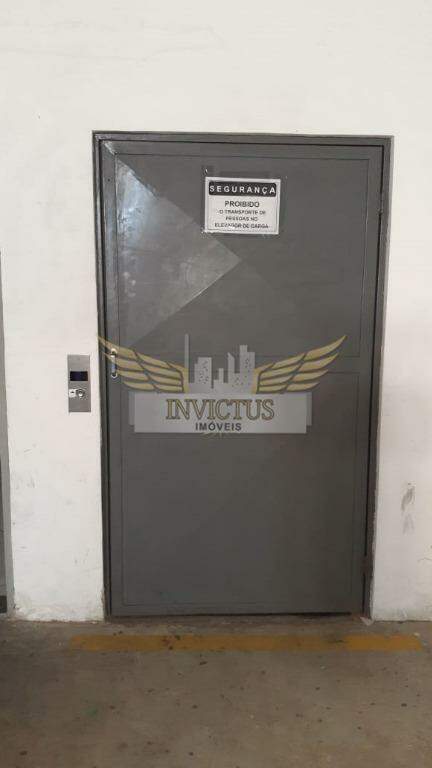 SEGURANÇA
PROIBIDO
O TRANSPORTE DE
PESSOAS NO
ELEVADOR DE CARGA
INVICTUS
IMÓVEIS